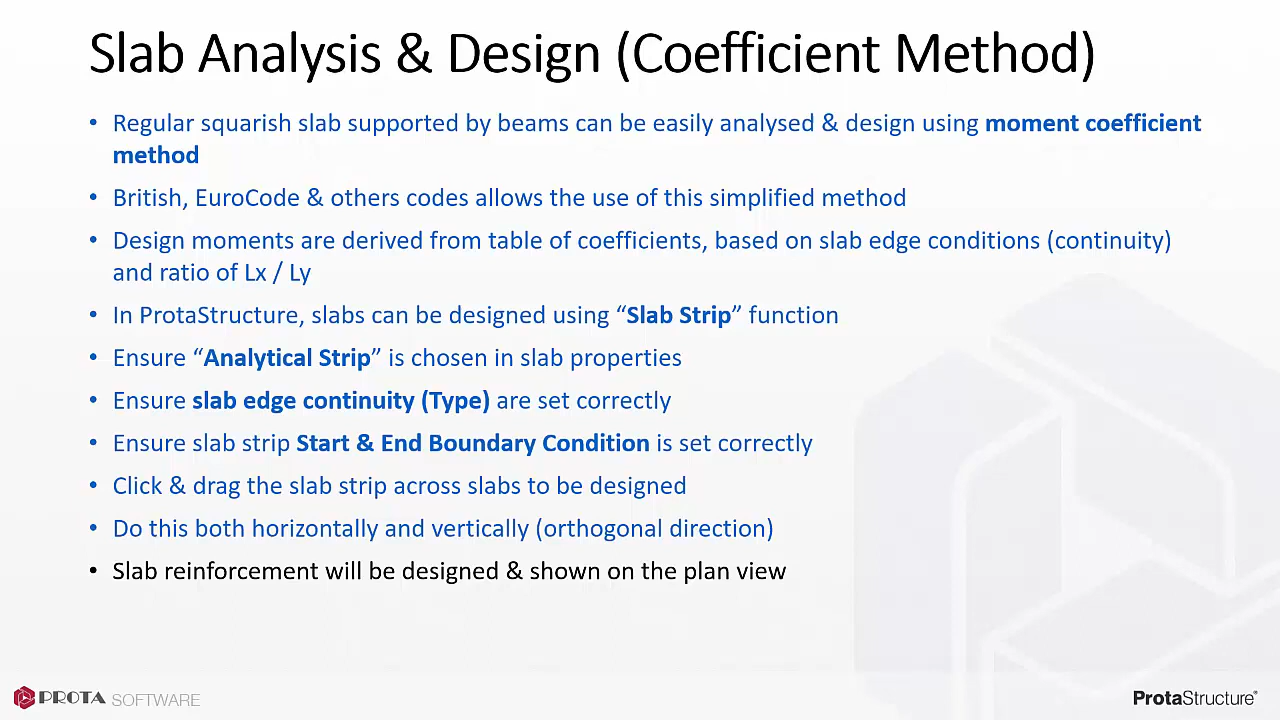 Slab Analysis & Design (Coefficient Method)
• Regular squarish slab supported by beams can be easily analysed & design using moment coefficient
method
• British, EuroCode & others codes allows the use of this simplified method
• Design moments are derived from table of coefficients, based on slab edge conditions (continuity)
and ratio of Lx / Ly
• In ProtaStructure, slabs can be designed using “Slab Strip” function
• Ensure “Analytical Strip” is chosen in slab properties
• Ensure slab edge continuity (Type) are set correctly
• Ensure slab strip Start & End Boundary Condition is set correctly
• Click & drag the slab strip across slabs to be designed
• Do this both horizontally and vertically (orthogonal direction)
• Slab reinforcement will be designed & shown on the plan view
PROTA SOFTWARE
ProtaStructure®